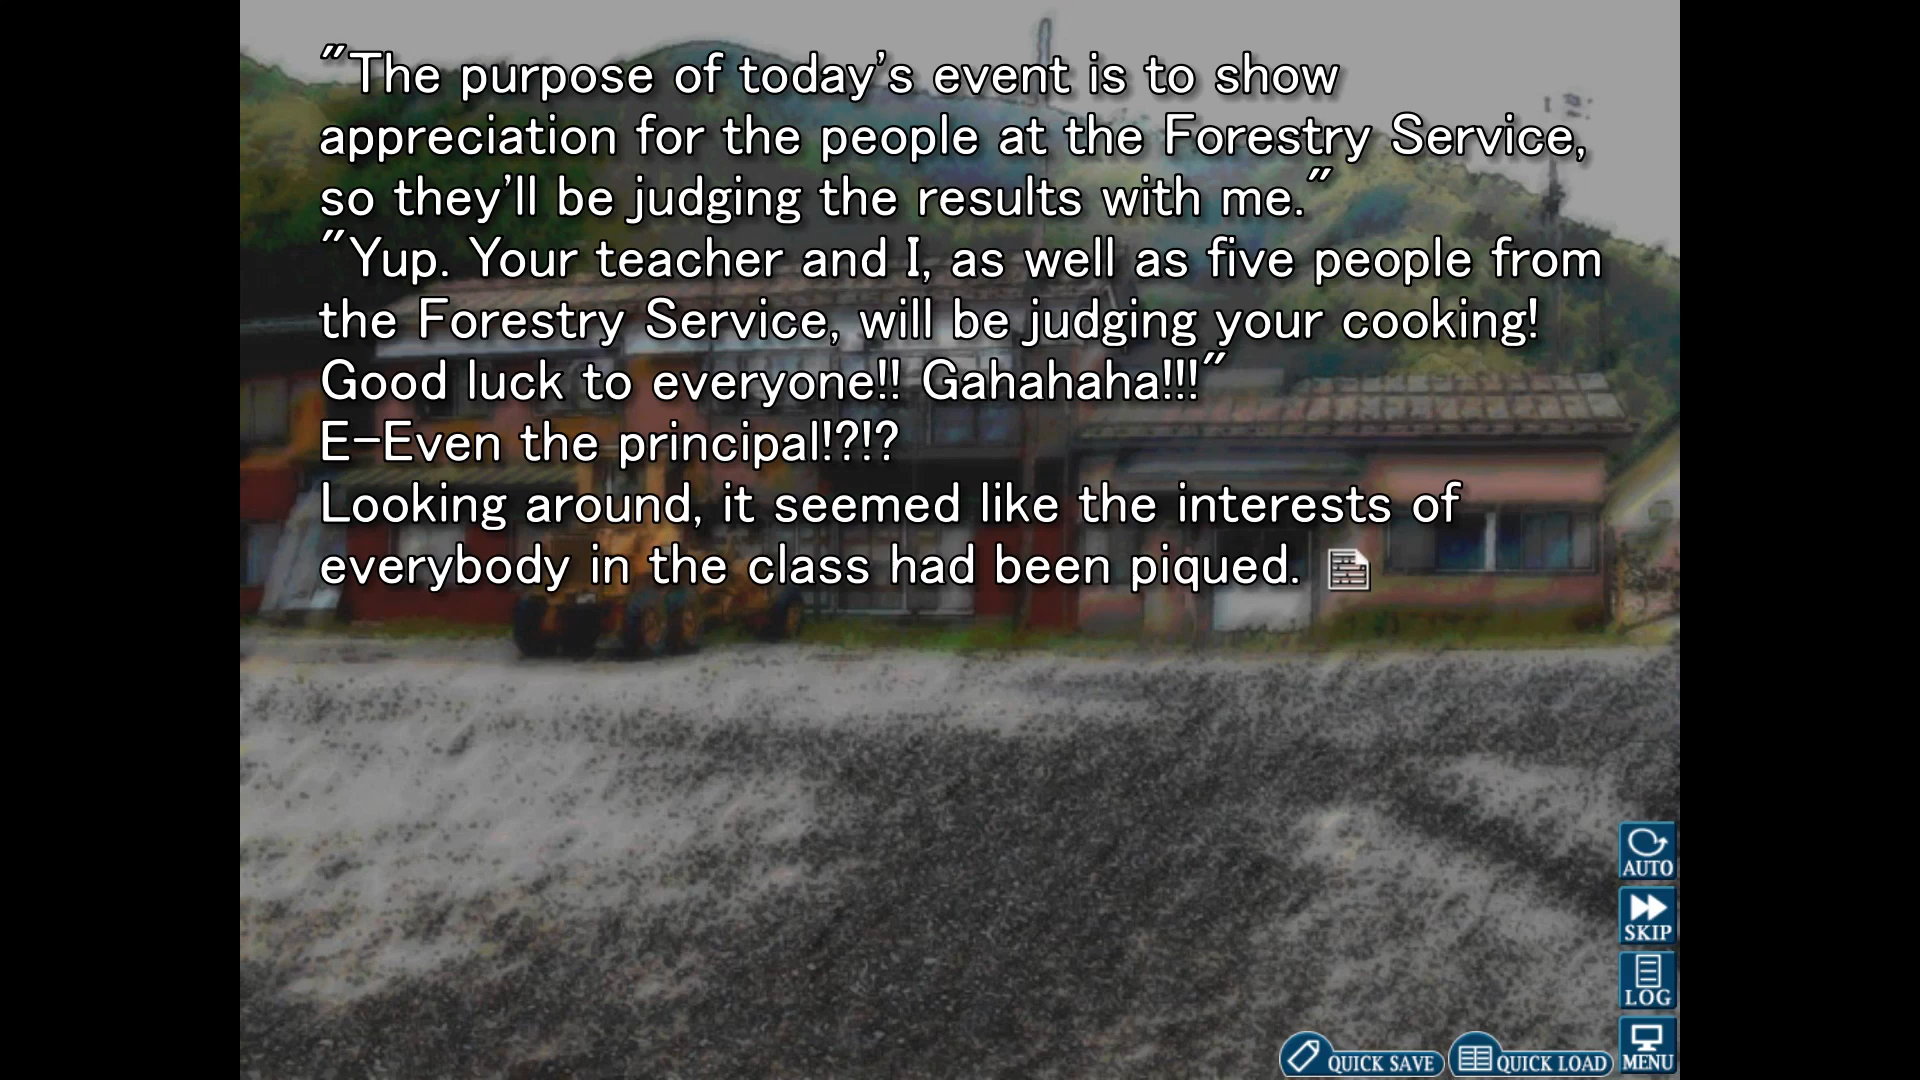 "The purpose of today's event is to show
appreciation for the people at the Forestry Service,
so they'll be judging the results with me."
"Yup. Your teacher and I, as well as five people from
the Forestry Service, will be judging your cooking!
Good luck to everyone!! Gahahaha!!!"
E-Even the principal!?!?
Looking around, it seemed like the interests of
everybody in the class had been piqued.
AUTO
SKIP
LOG
MENU
QUICK SAVE
QUICK LOAD